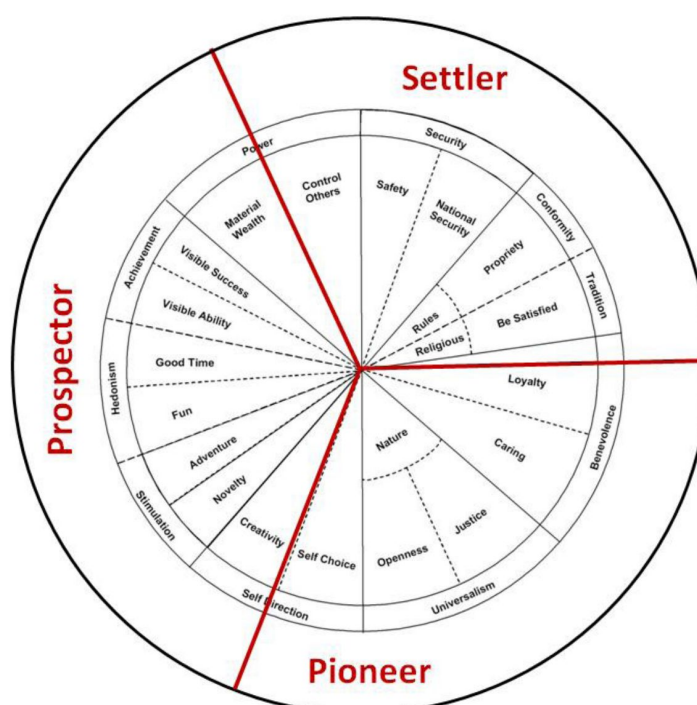 Settler
Prospector
Pioneer
Security
Conformity
Tradition
Benevolence
Universalism
Self Direction
Stimulation
Hedonism
Achievement
Power
Safety
National
Security
Propriety
Rules
Be Satisfied
Religious
Loyalty
Caring
Nature
Justice
Openness
Self Choice
Creativity
Novelty
Adventure
Fun
Good Time
Visible Ability
Visible Success
Material
Wealth
Control
Others